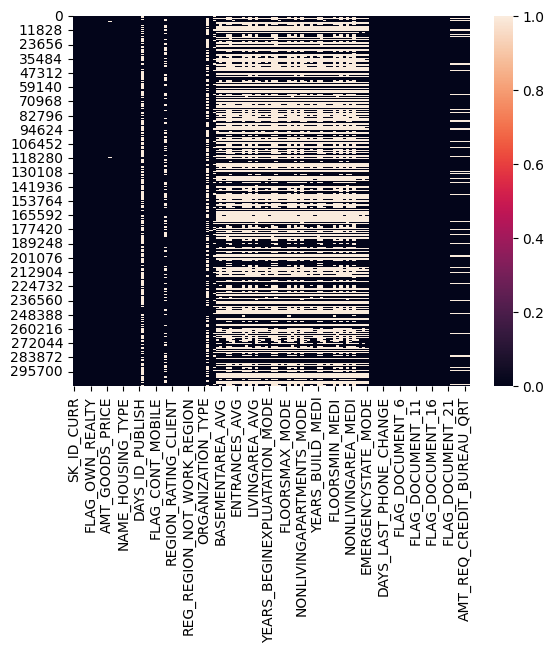 0
11828
23656
35484
47312
59140
70968
82796
94624
106452
118280
130108
141936
153764
165592
177420
189248
201076
212904
224732
236560
248388
260216
272044
283872
295700
1.0
0.8
0.6
0.4
0.2
0.0
SK_ID_CURR
FLAG_OWN_REALTY
AMT_GOODS_PRICE
NAME_HOUSING_TYPE
DAYS_ID_PUBLISH
FLAG_CONT_MOBILE
REGION_RATING_CLIENT
REG_REGION_NOT_WORK_REGION
ORGANIZATION_TYPE
BASEMENTAREA_AVG
ENTRANCES_AVG
LIVINGAREA_AVG
YEARS_BEGINEXPLUATATION_MODE
FLOORSMAX_MODE
NONLIVINGAPARTMENTS_MODE
YEARS_BUILD_MEDI
FLOORSMIN_MEDI
NONLIVINGAREA_MEDI
EMERGENCYSTATE_MODE
DAYS_LAST_PHONE_CHANGE
FLAG_DOCUMENT_6
FLAG_DOCUMENT_11
FLAG_DOCUMENT_16
FLAG_DOCUMENT_21
AMT_REQ_CREDIT_BUREAU_QRT